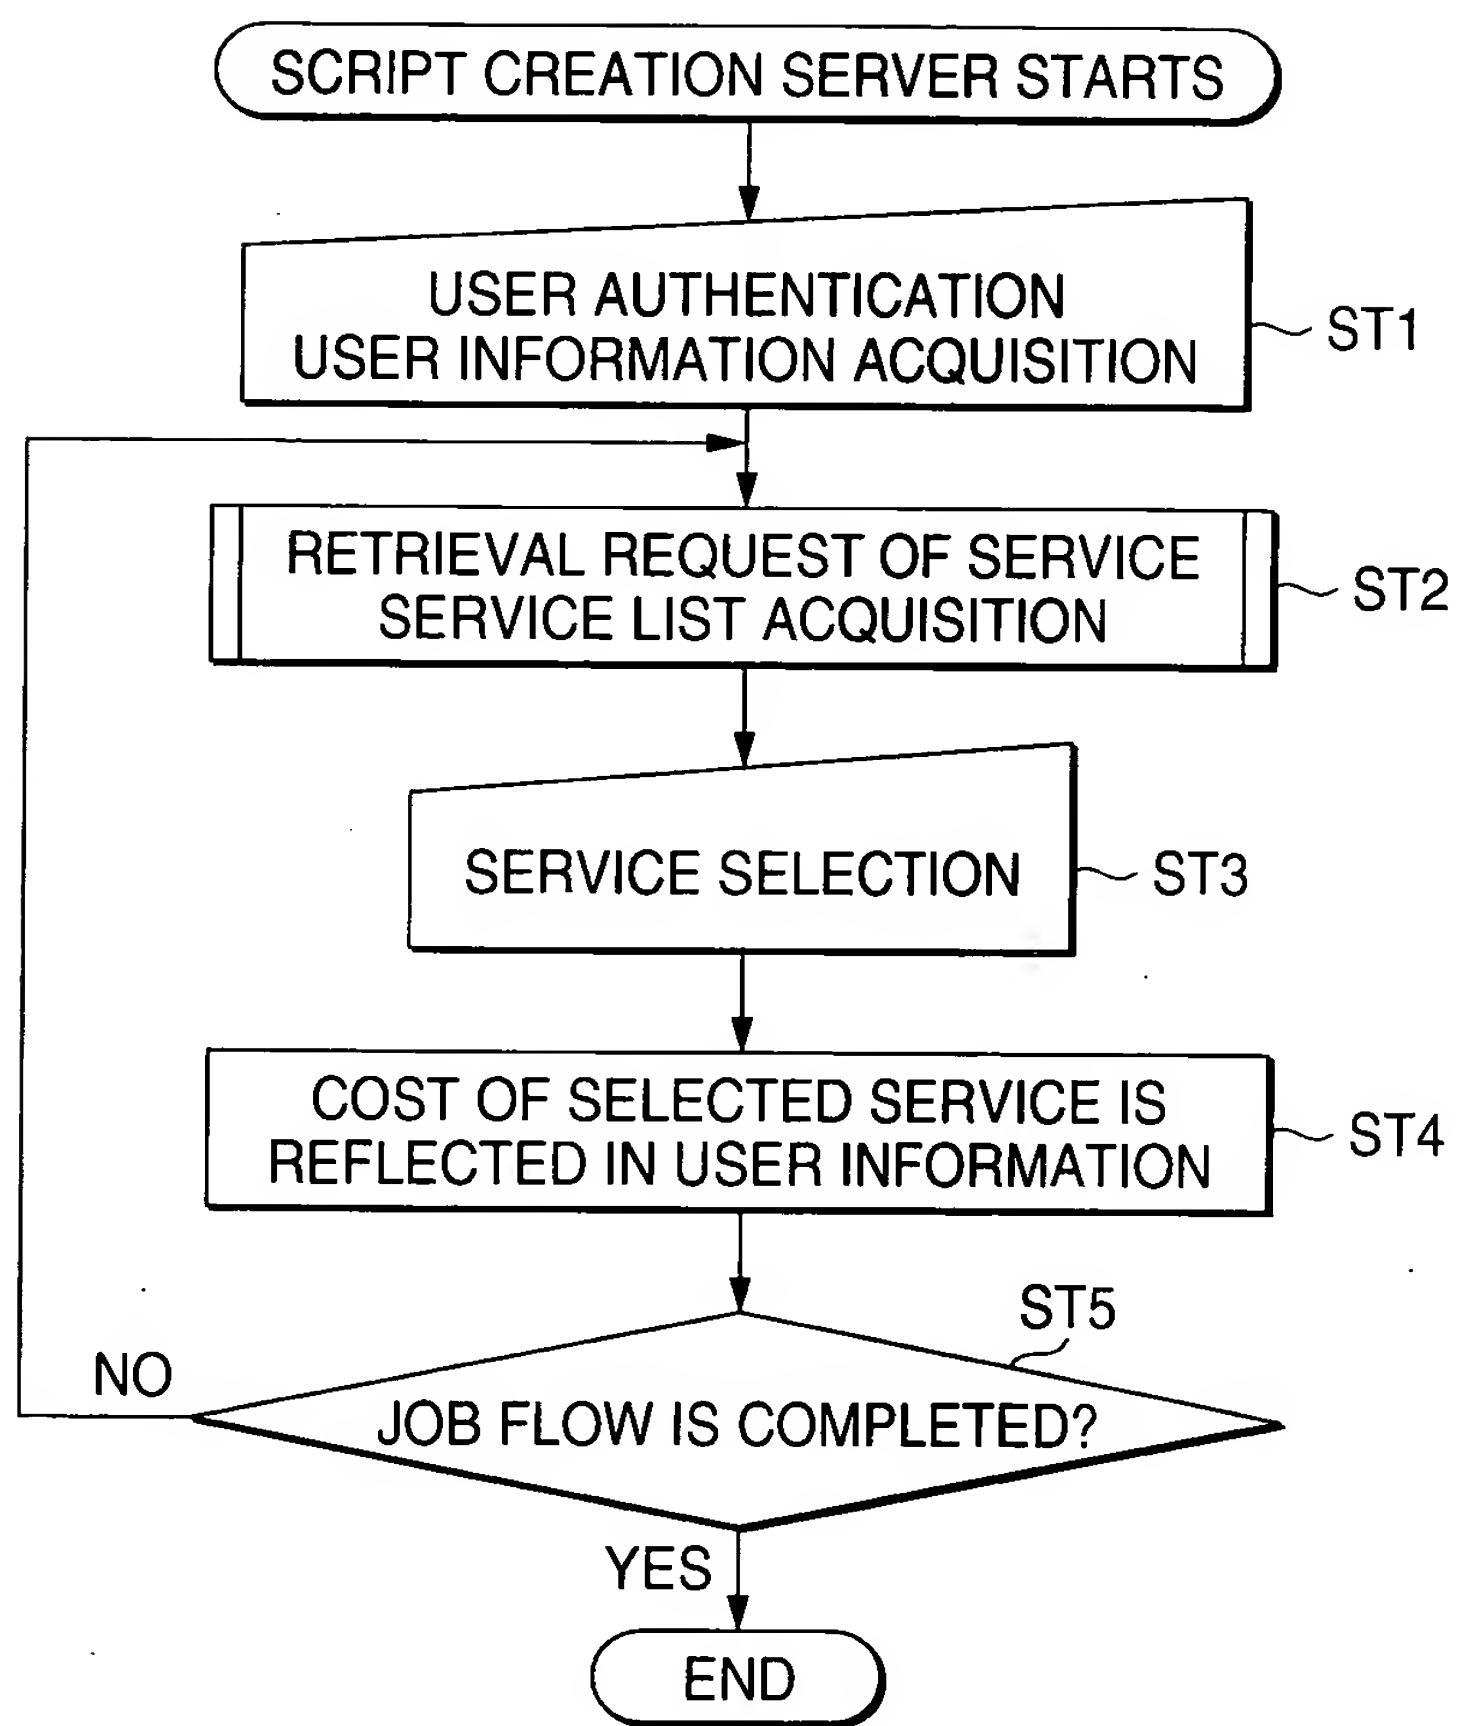 SCRIPT CREATION SERVER STARTS
USER AUTHENTICATION
USER INFORMATION ACQUISITION
ST1
RETRIEVAL REQUEST OF SERVICE
SERVICE LIST ACQUISITION
ST2
SERVICE SELECTION
ST3
COST OF SELECTED SERVICE IS
REFLECTED IN USER INFORMATION
ST4
ST5
NO
JOB FLOW IS COMPLETED?
YES
END